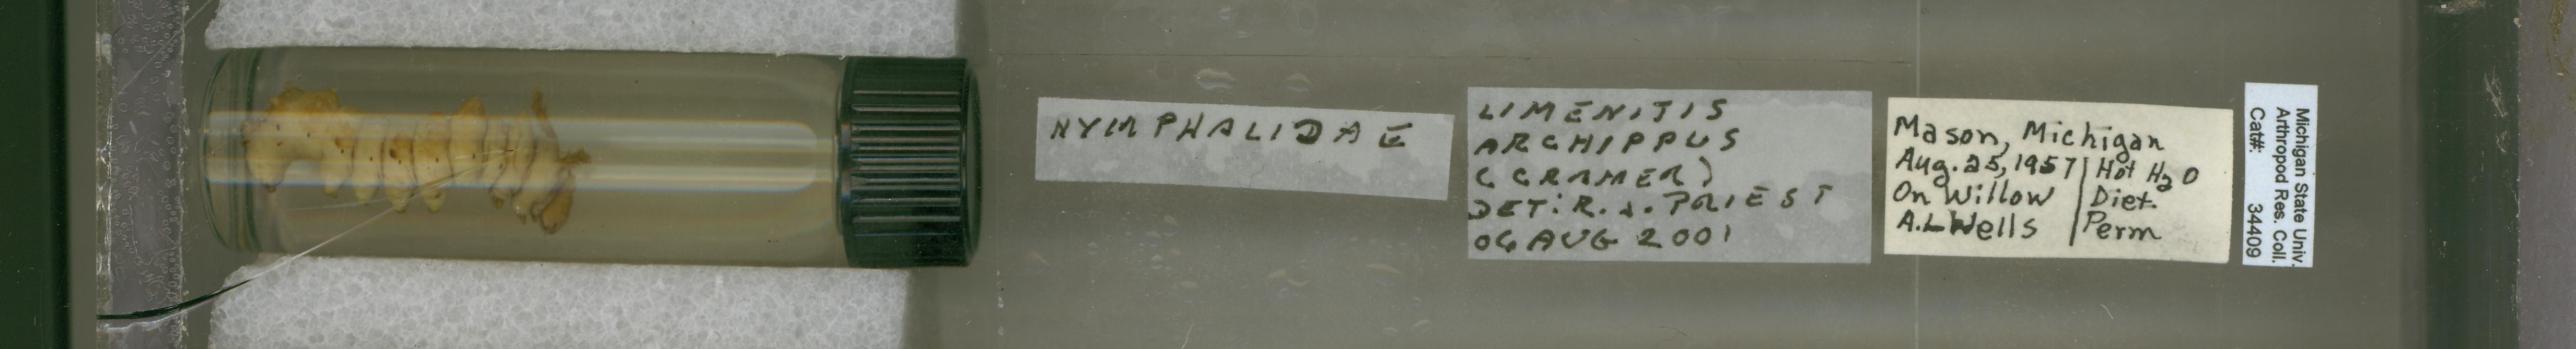 NYMPHALIDAE
LIMENITIS
ARCHIPPUS
(CRAMER)
DET: R. J. PRIEST
06 AUG 2001
Mason, Michigan
Aug. 25, 1957 | Hot H2O
On Willow | Diet.
A.L Wells | Perm
Michigan State Univ.
Arthropod Res. Coll.
Cat#: 34409